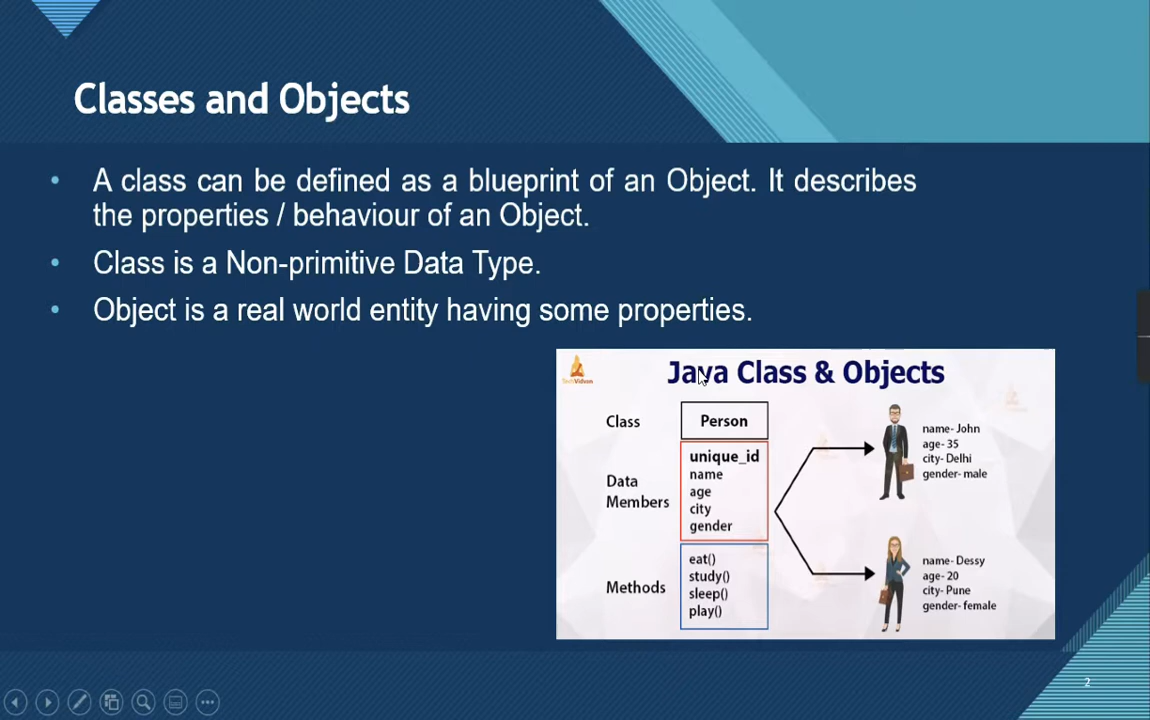 Classes and Objects
• A class can be defined as a blueprint of an Object. It describes
the properties / behaviour of an Object.
• Class is a Non-primitive Data Type.
• Object is a real world entity having some properties.
TechVidvan
Java Class & Objects
Class
Person
Data
Members
unique_id
name
age
city
gender
Methods
eat()
study()
sleep()
play()
name- John
age- 35
city- Delhi
gender- male
name- Dessy
age- 20
city- Pune
gender- female
2